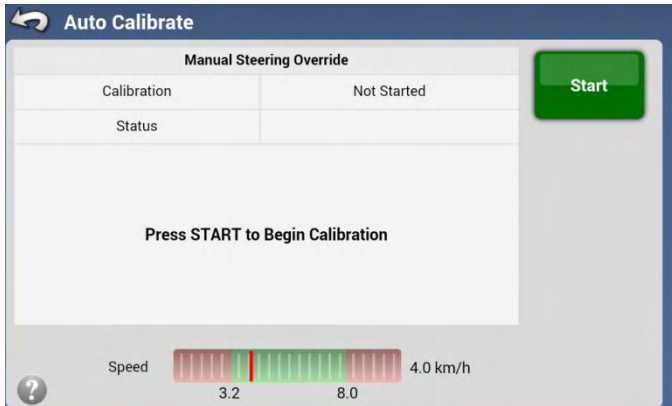 Auto Calibrate
Manual Steering Override
Calibration Not Started
Start
Status
Press START to Begin Calibration
Speed 4.0 km/h
3.2 8.0
?